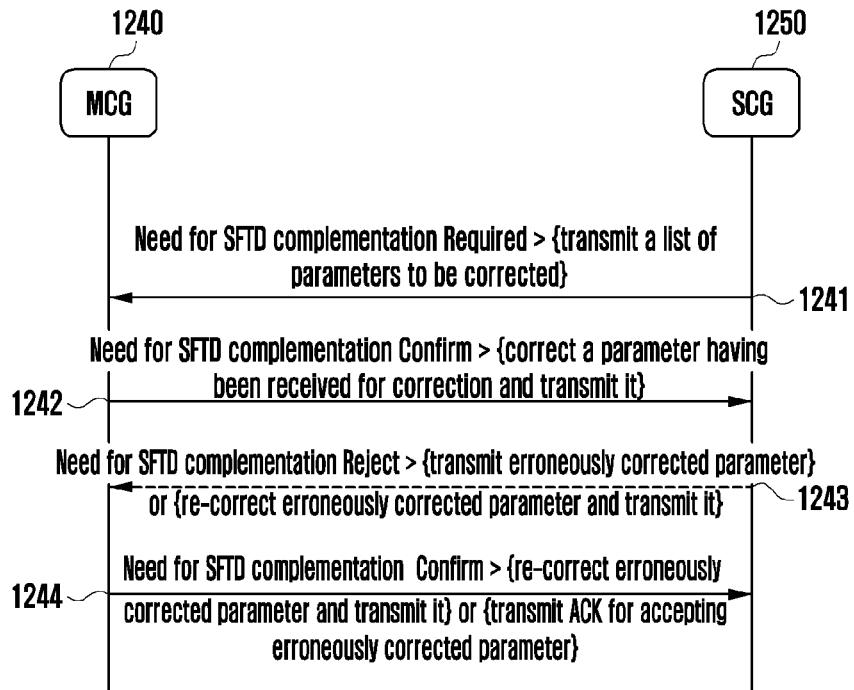 1240
1250
MCG
SCG
Need for SFTD complementation Required > {transmit a list of
parameters to be corrected}
1241
Need for SFTD complementation Confirm > {correct a parameter having
been received for correction and transmit it}
1242
Need for SFTD complementation Reject > {transmit erroneously corrected parameter}
or {re-correct erroneously corrected parameter and transmit it}
1243
Need for SFTD complementation Confirm > {re-correct erroneously
1244
corrected parameter and transmit it} or {transmit ACK for accepting
erroneously corrected parameter}